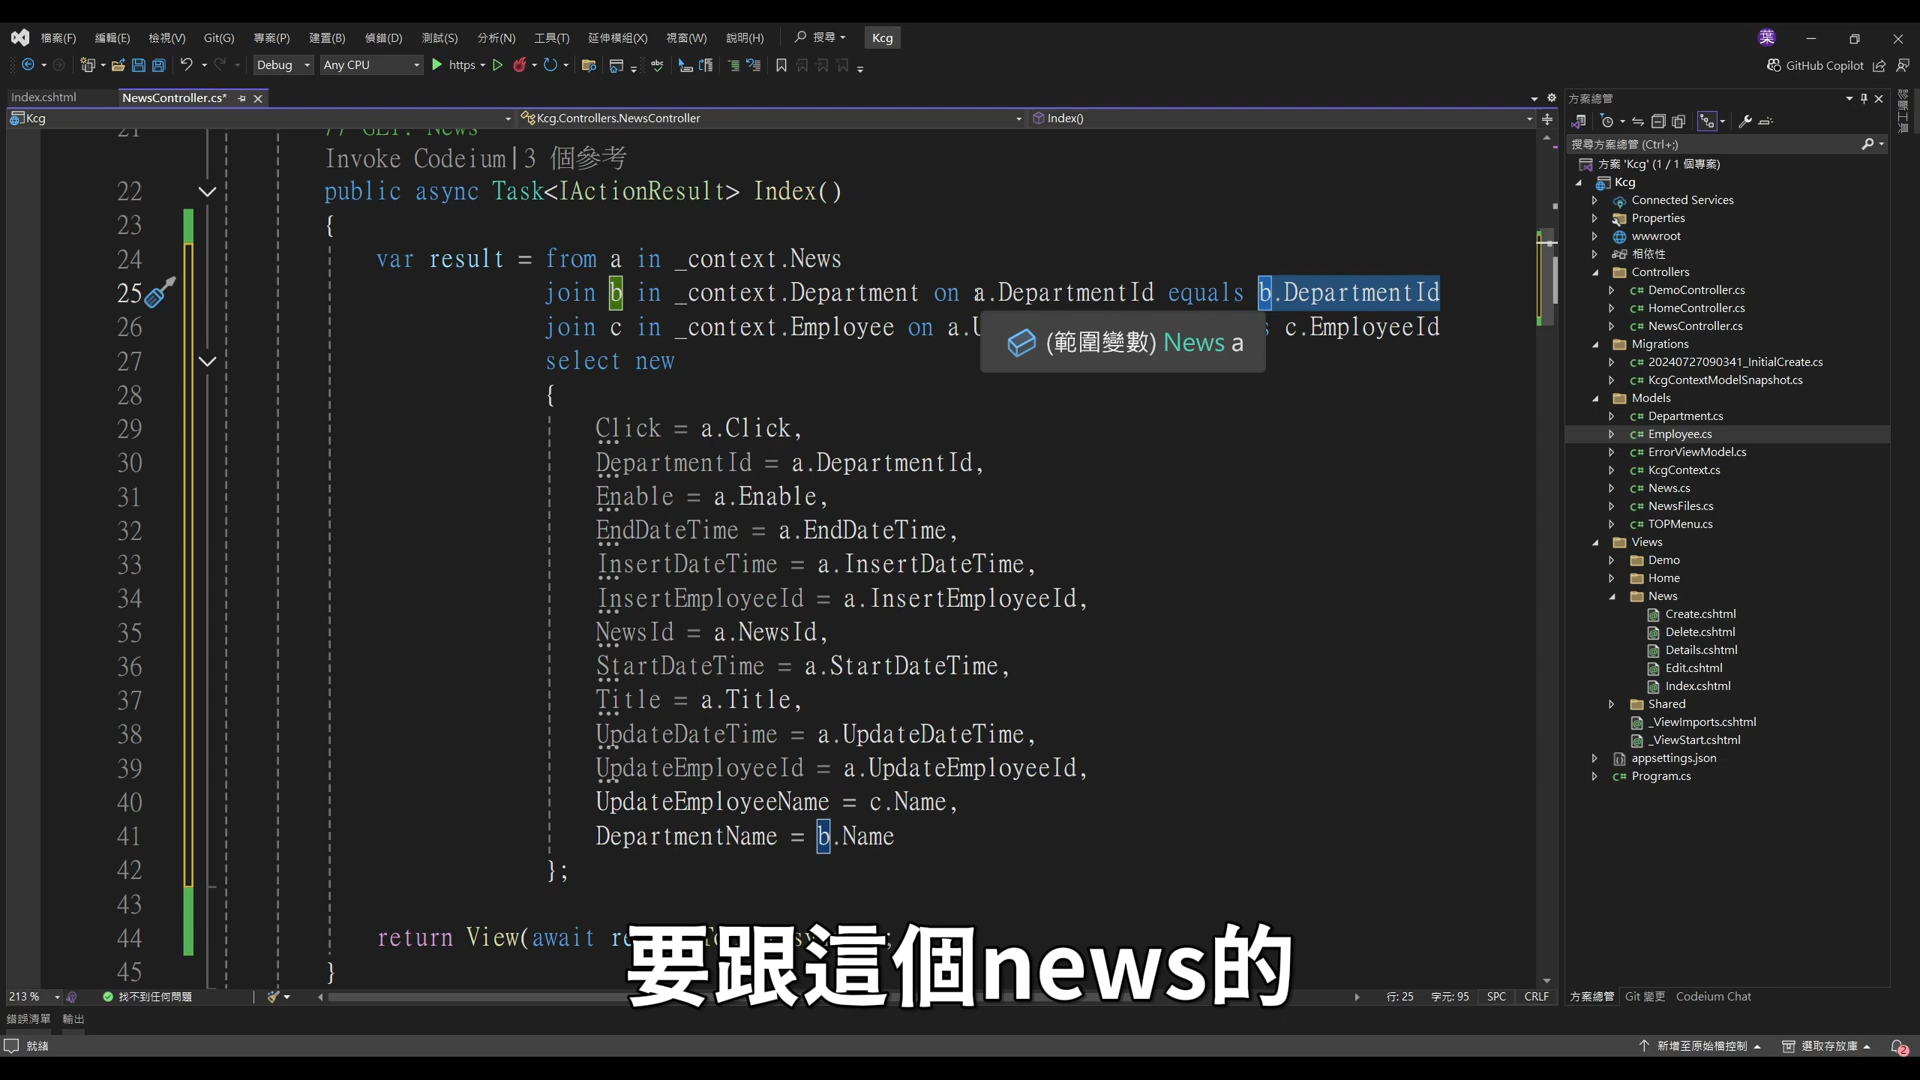 檔案(F) 編輯(E) 檢視(V) Git(G) 專案(P) 建置(B) 偵錯(D) 測試(S) 分析(N) 工具(T) 延伸模組(X) 視窗(W) 說明(H) 搜尋 Kcg 葉
Debug Any CPU https GitHub Copilot
Index.cshtml NewsController.cs*
Kcg Kcg.Controllers.NewsController Index()
21 // GET: News
Invoke Codeium|3 個參考
22 public async Task<IActionResult> Index()
23 {
24 var result = from a in _context.News
25 join b in _context.Department on a.DepartmentId equals b.DepartmentId
26 join c in _context.Employee on a.U s c.EmployeeId
(範圍變數) News a
27 select new
28 {
29 Click = a.Click,
30 DepartmentId = a.DepartmentId,
31 Enable = a.Enable,
32 EndDateTime = a.EndDateTime,
33 InsertDateTime = a.InsertDateTime,
34 InsertEmployeeId = a.InsertEmployeeId,
35 NewsId = a.NewsId,
36 StartDateTime = a.StartDateTime,
37 Title = a.Title,
38 UpdateDateTime = a.UpdateDateTime,
39 UpdateEmployeeId = a.UpdateEmployeeId,
40 UpdateEmployeeName = c.Name,
41 DepartmentName = b.Name
42 };
43
44 return View(await re
45 }
要跟這個news的
213 % 找不到任何問題 行: 25 字元: 95 SPC CRLF
錯誤清單 輸出
就緒 新增至原始檔控制 選取存放庫 2
方案總管
搜尋方案總管 (Ctrl+;)
方案 'Kcg' (1 / 1 個專案)
Kcg
Connected Services
Properties
wwwroot
相依性
Controllers
C# DemoController.cs
C# HomeController.cs
C# NewsController.cs
Migrations
C# 20240727090341_InitialCreate.cs
C# KcgContextModelSnapshot.cs
Models
C# Department.cs
C# Employee.cs
C# ErrorViewModel.cs
C# KcgContext.cs
C# News.cs
C# NewsFiles.cs
C# TOPMenu.cs
Views
Demo
Home
News
Create.cshtml
Delete.cshtml
Details.cshtml
Edit.cshtml
Index.cshtml
Shared
_ViewImports.cshtml
_ViewStart.cshtml
appsettings.json
C# Program.cs
方案總管 Git 變更 Codeium Chat
診斷工具